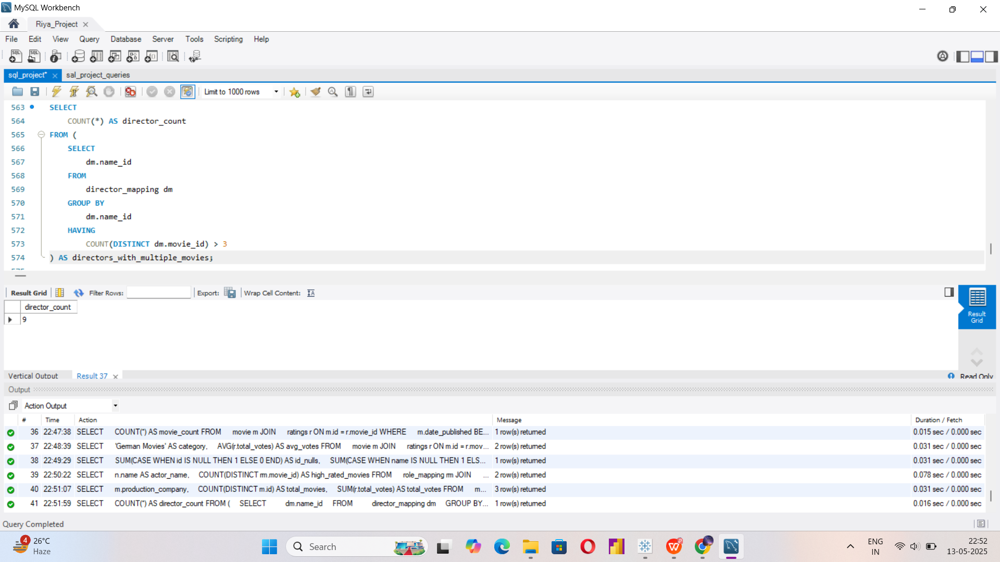 MySQL Workbench
Riya_Project
File Edit View Query Database Server Tools Scripting Help
sql_project* sal_project_queries
Limit to 1000 rows
563 SELECT
564 COUNT(*) AS director_count
565 FROM (
566 SELECT
567 dm.name_id
568 FROM
569 director_mapping dm
570 GROUP BY
571 dm.name_id
572 HAVING
573 COUNT(DISTINCT dm.movie_id) > 3
574 ) AS directors_with_multiple_movies;
Result Grid Filter Rows: Export: Wrap Cell Content:
director_count
9
Result Grid
Vertical Output Result 37 Read Only
Output
Action Output
# Time Action Message Duration / Fetch
36 22:47:38 SELECT COUNT(*) AS movie_count FROM movie m JOIN ratings r ON m.id = r.movie_id WHERE m.date_published BE... 1 row(s) returned 0.015 sec / 0.000 sec
37 22:48:39 SELECT 'German Movies' AS category, AVG(r.total_votes) AS avg_votes FROM movie m JOIN ratings r ON m.id = r.mov... 2 row(s) returned 0.031 sec / 0.000 sec
38 22:49:29 SELECT SUM(CASE WHEN id IS NULL THEN 1 ELSE 0 END) AS id_nulls, SUM(CASE WHEN name IS NULL THEN 1 ELS... 1 row(s) returned 0.031 sec / 0.000 sec
39 22:50:22 SELECT n.name AS actor_name, COUNT(DISTINCT rm.movie_id) AS high_rated_movies FROM role_mapping rm JOIN ... 2 row(s) returned 0.078 sec / 0.000 sec
40 22:51:07 SELECT m.production_company, COUNT(DISTINCT m.id) AS total_movies, SUM(r.total_votes) AS total_votes FROM m... 3 row(s) returned 0.031 sec / 0.000 sec
41 22:51:59 SELECT COUNT(*) AS director_count FROM ( SELECT dm.name_id FROM director_mapping dm GROUP BY... 1 row(s) returned 0.016 sec / 0.000 sec
Query Completed
4 26°C
Haze
Search
ENG
IN
22:52
13-05-2025